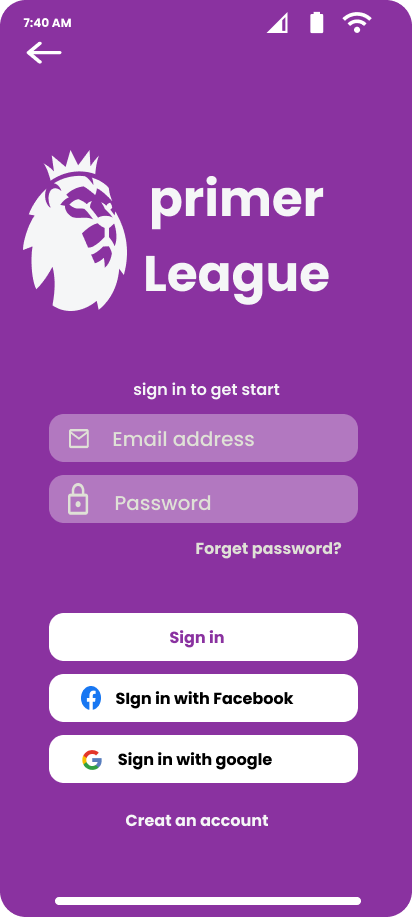 7:40 AM
primer
League
sign in to get start
Email address
Password
Forget password?
Sign in
SIgn in with Facebook
Sign in with google
Creat an account